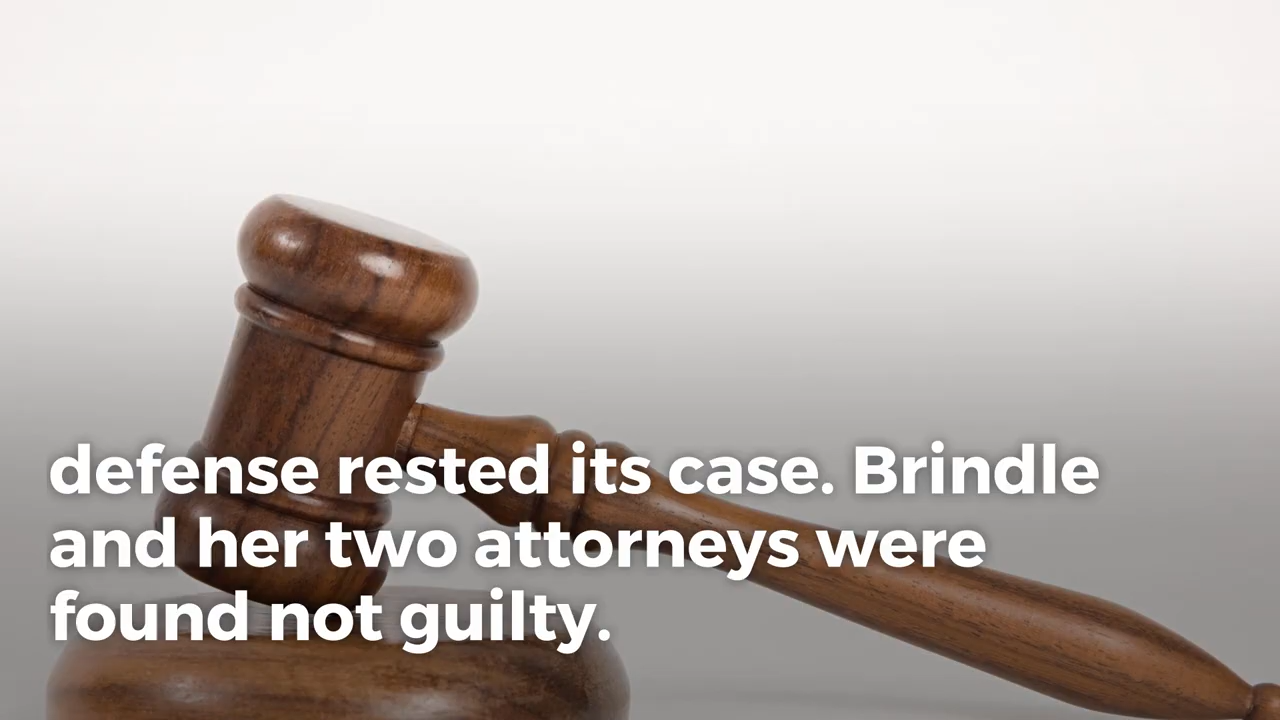 defense rested its case. Brindle
and her two attorneys were
found not guilty.